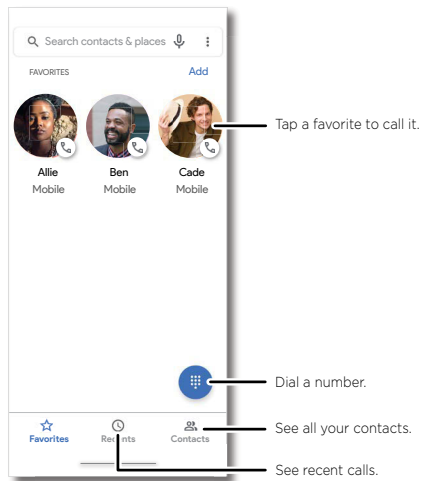 Search contacts & places
FAVORITES Add
Tap a favorite to call it.
Allie Ben Cade
Mobile Mobile Mobile
Dial a number.
Favorites Recents Contacts
See all your contacts.
See recent calls.